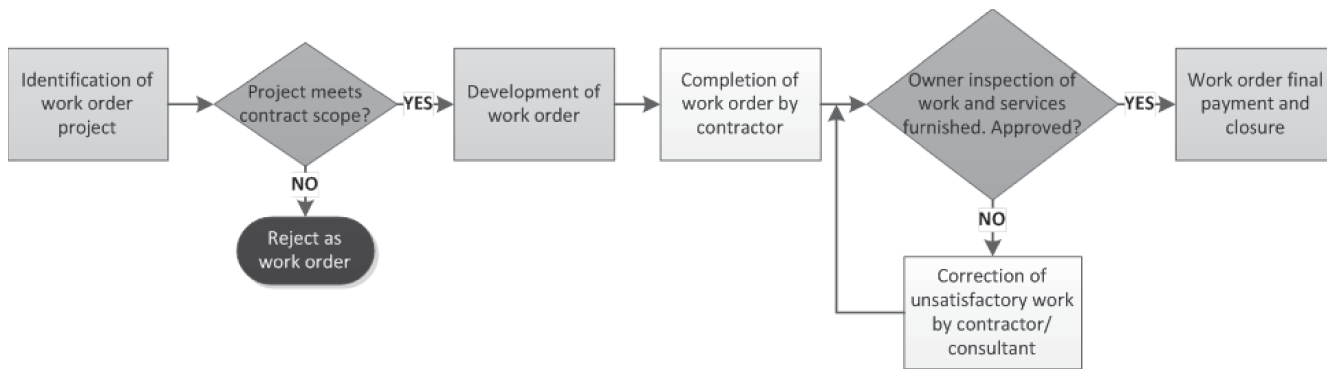 Identification of
work order
project
Project meets
contract scope?
YES
NO
Reject as
work order
Development of
work order
Completion of
work order by
contractor
Owner inspection of
work and services
furnished. Approved?
YES
NO
Correction of
unsatisfactory work
by contractor/
consultant
Work order final
payment and
closure